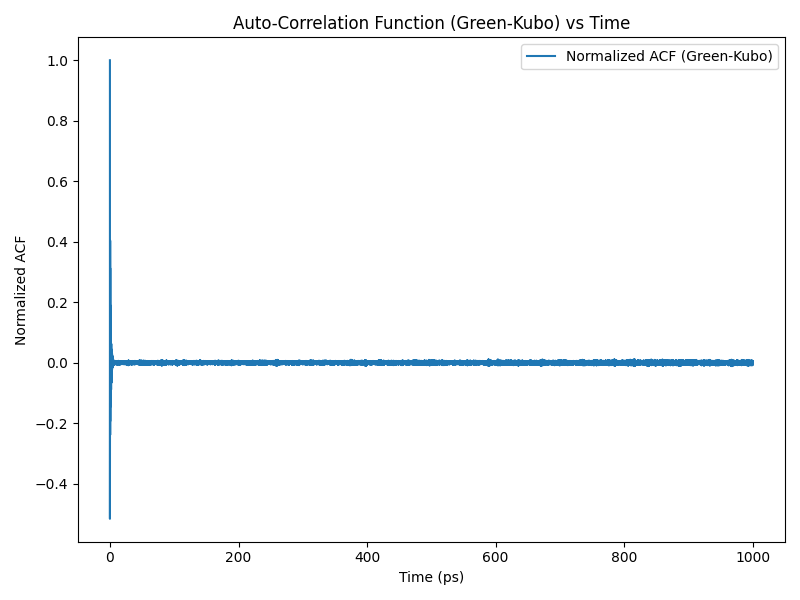 Auto-Correlation Function (Green-Kubo) vs Time
Normalized ACF (Green-Kubo)
1.0
0.8
0.6
0.4
0.2
0.0
−0.2
−0.4
Normalized ACF
0 200 400 600 800 1000
Time (ps)